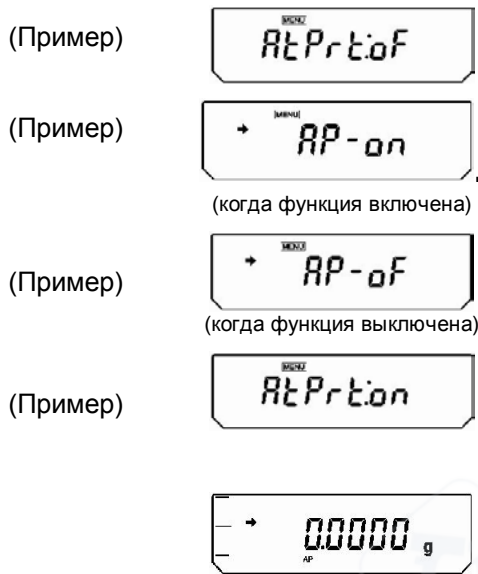 (Пример)
MENU
AtPrt:oF
(Пример)
MENU
➔ AP-on
(когда функция включена)
(Пример)
MENU
➔ AP-oF
(когда функция выключена)
(Пример)
MENU
AtPrt:on
➔ 0.0000 g
AP